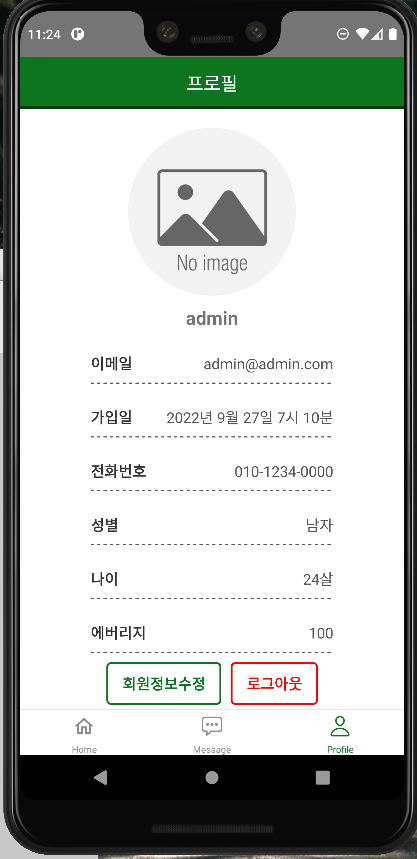 11:24
프로필
No image
admin
이메일 admin@admin.com
가입일 2022년 9월 27일 7시 10분
전화번호 010-1234-0000
성별 남자
나이 24살
에버리지 100
회원정보수정 로그아웃
Home Message Profile